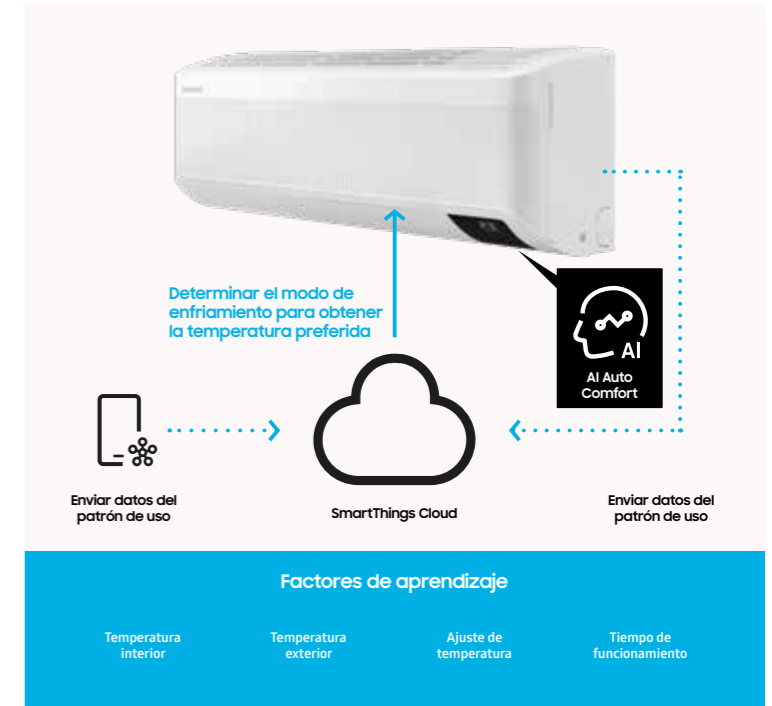 Determinar el modo de
enfriamiento para obtener
la temperatura preferida
AI
AI Auto
Comfort
Enviar datos del
patrón de uso
SmartThings Cloud
Enviar datos del
patrón de uso
Factores de aprendizaje
Temperatura
interior
Temperatura
exterior
Ajuste de
temperatura
Tiempo de
funcionamiento